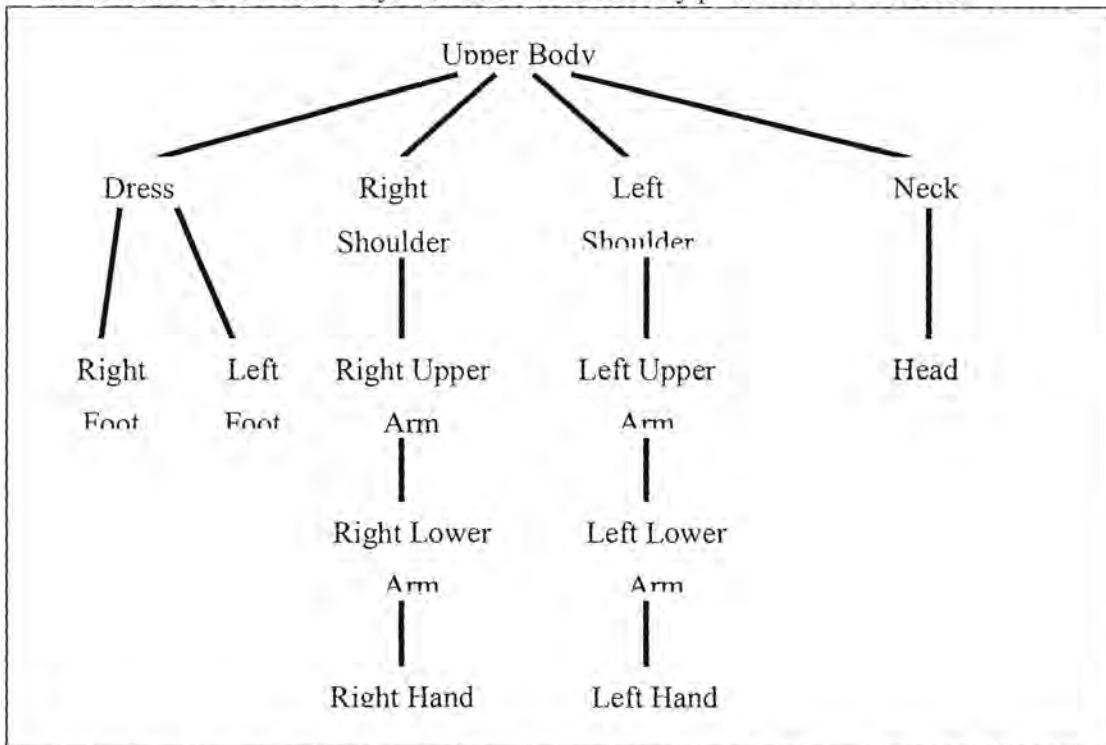 Upper Body
Dress Right Left Neck
Shoulder Shoulder
Right Left Right Upper Left Upper Head
Foot Foot Arm Arm
Right Lower Left Lower
Arm Arm
Right Hand Left Hand